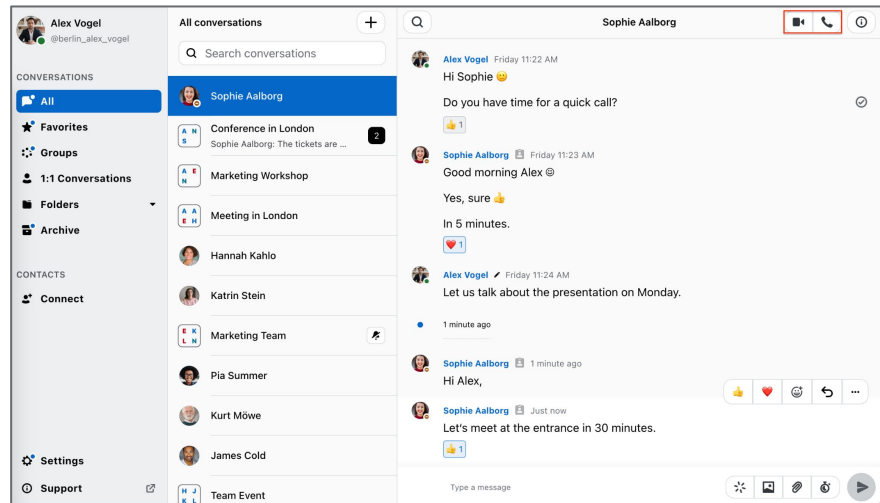 Alex Vogel
@berlin_alex_vogel
CONVERSATIONS
All
Favorites
Groups
1:1 Conversations
Folders
Archive
CONTACTS
Connect
Settings
Support
All conversations
Search conversations
Sophie Aalborg
A N
S
Conference in London
Sophie Aalborg: The tickets are ...
2
A E
N
Marketing Workshop
A A
E H
Meeting in London
Hannah Kahlo
Katrin Stein
E K
L N
Marketing Team
Pia Summer
Kurt Möwe
James Cold
H J
K L
Team Event
Sophie Aalborg
Alex Vogel Friday 11:22 AM
Hi Sophie 🙂
Do you have time for a quick call?
👍 1
Sophie Aalborg Friday 11:23 AM
Good morning Alex 😃
Yes, sure 👍
In 5 minutes.
❤️ 1
Alex Vogel Friday 11:24 AM
Let us talk about the presentation on Monday.
1 minute ago
Sophie Aalborg 1 minute ago
Hi Alex,
Sophie Aalborg Just now
Let's meet at the entrance in 30 minutes.
👍 1
Type a message